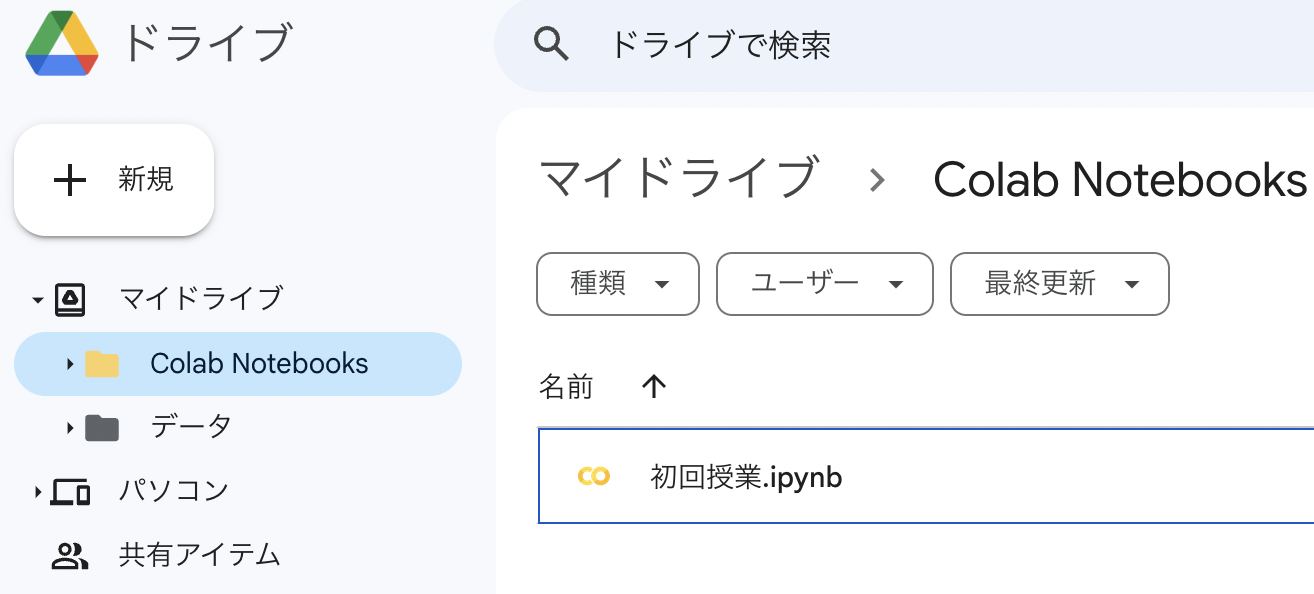 ドライブ
ドライブで検索
新規
マイドライブ
Colab Notebooks
データ
パソコン
共有アイテム
マイドライブ > Colab Notebooks
種類 ユーザー 最終更新
名前
初回授業.ipynb